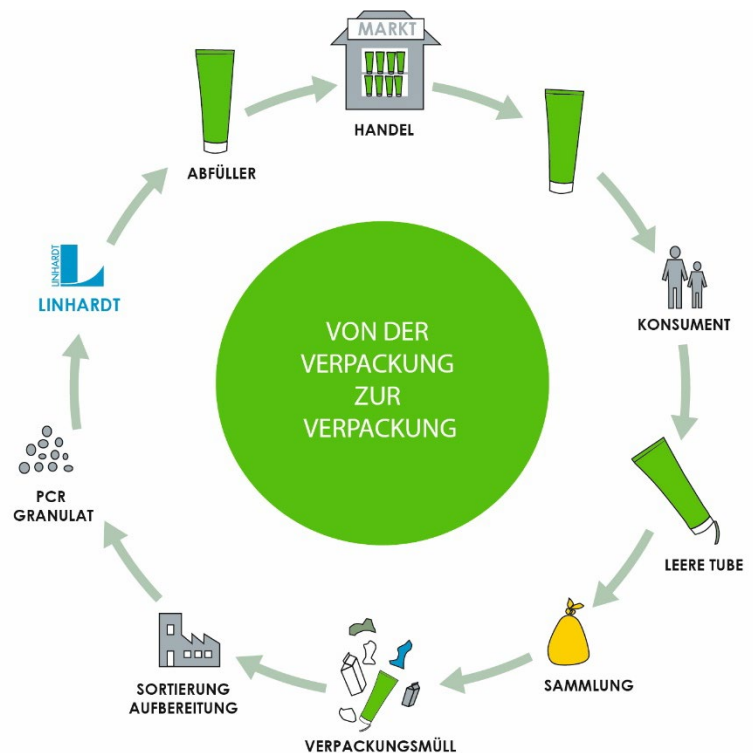 MARKT
HANDEL
KONSUMENT
LEERE TUBE
SAMMLUNG
VERPACKUNGSMÜLL
SORTIERUNG
AUFBEREITUNG
PCR
GRANULAT
LINHARDT
LINHARDT
ABFÜLLER
VON DER
VERPACKUNG
ZUR
VERPACKUNG